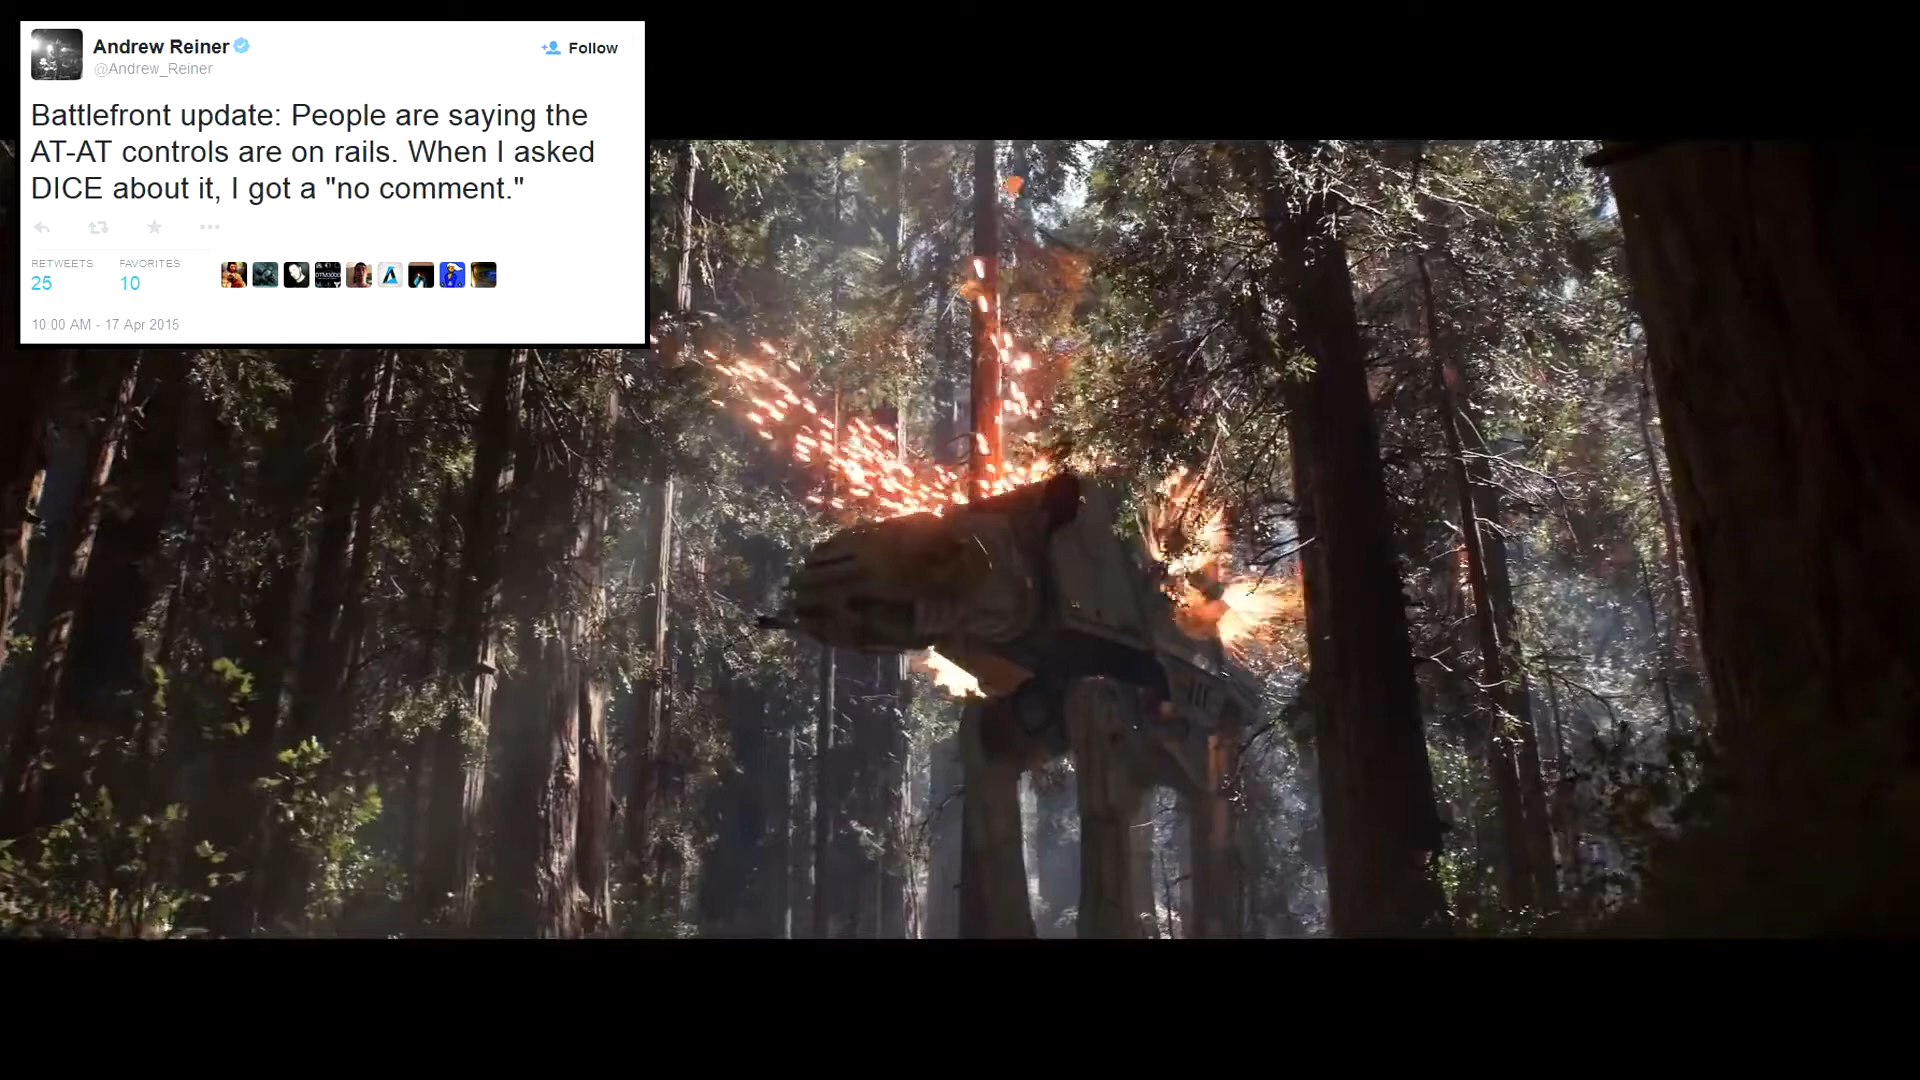 Andrew Reiner
@Andrew_Reiner
Follow
Battlefront update: People are saying the
AT-AT controls are on rails. When I asked
DICE about it, I got a "no comment."
RETWEETS FAVORITES
25 10
10:00 AM - 17 Apr 2015